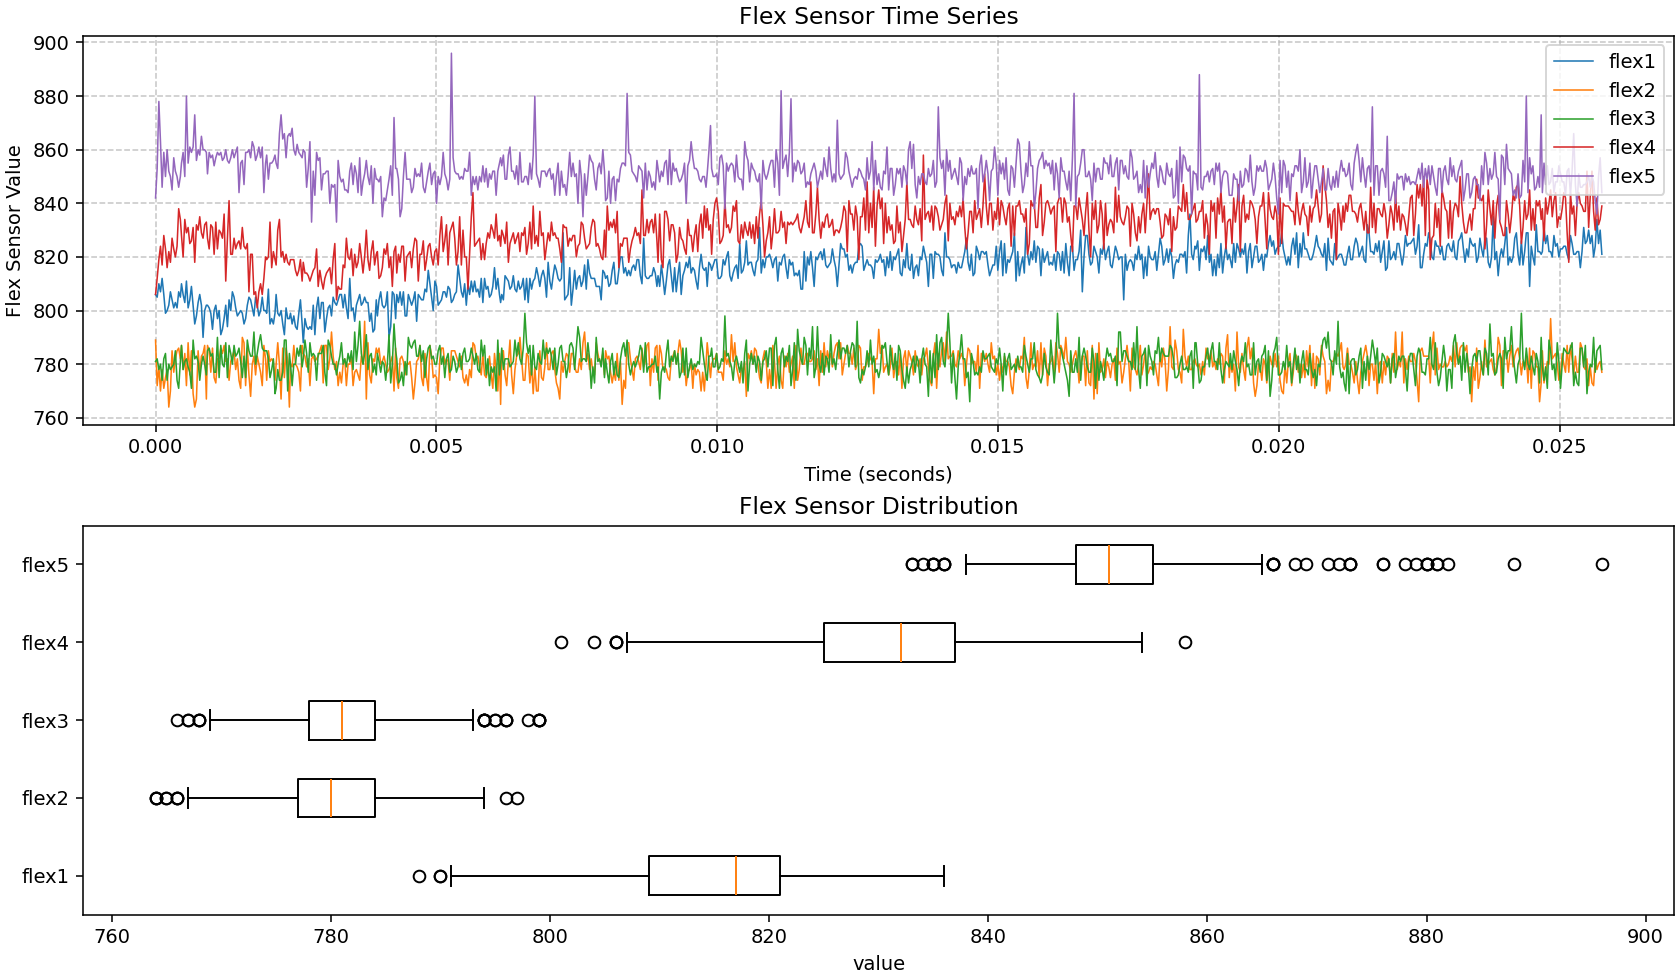 Flex Sensor Time Series
Flex Sensor Value
900
880
860
840
820
800
780
760
flex1
flex2
flex3
flex4
flex5
0.000 0.005 0.010 0.015 0.020 0.025
Time (seconds)
Flex Sensor Distribution
flex5
flex4
flex3
flex2
flex1
760 780 800 820 840 860 880 900
value